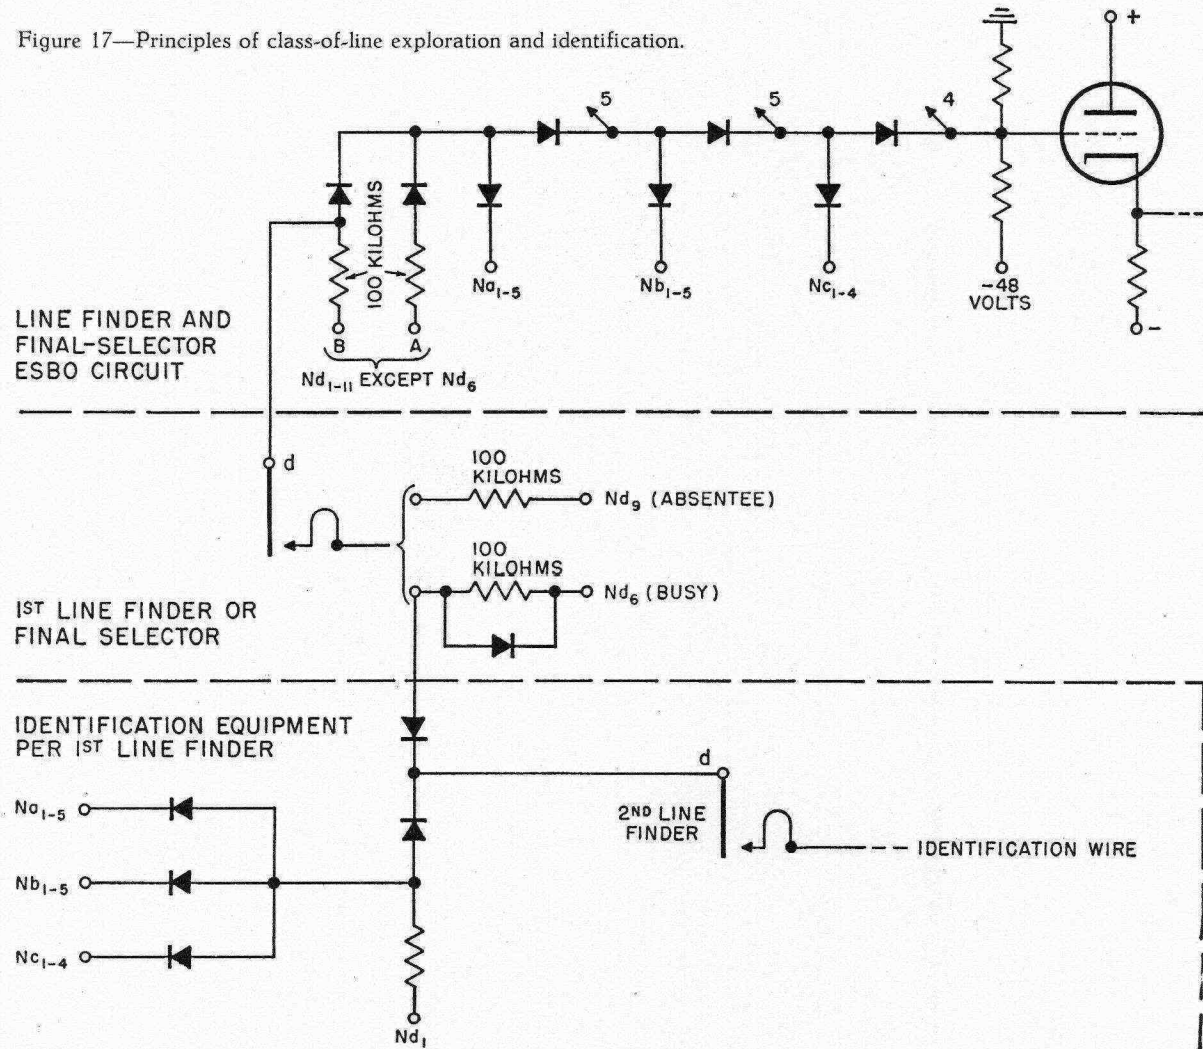 Figure 17—Principles of class-of-line exploration and identification.
+
5
5
4
100 KILOHMS
Na1-5
Nb1-5
Nc1-4
-48
VOLTS
-
B
A
Nd1-11 EXCEPT Nd6
LINE FINDER AND
FINAL-SELECTOR
ESBO CIRCUIT
d
100
KILOHMS
Nd9 (ABSENTEE)
100
KILOHMS
Nd6 (BUSY)
1ST LINE FINDER OR
FINAL SELECTOR
IDENTIFICATION EQUIPMENT
PER 1ST LINE FINDER
d
Na1-5
2ND LINE
FINDER
IDENTIFICATION WIRE
Nb1-5
Nc1-4
Nd1